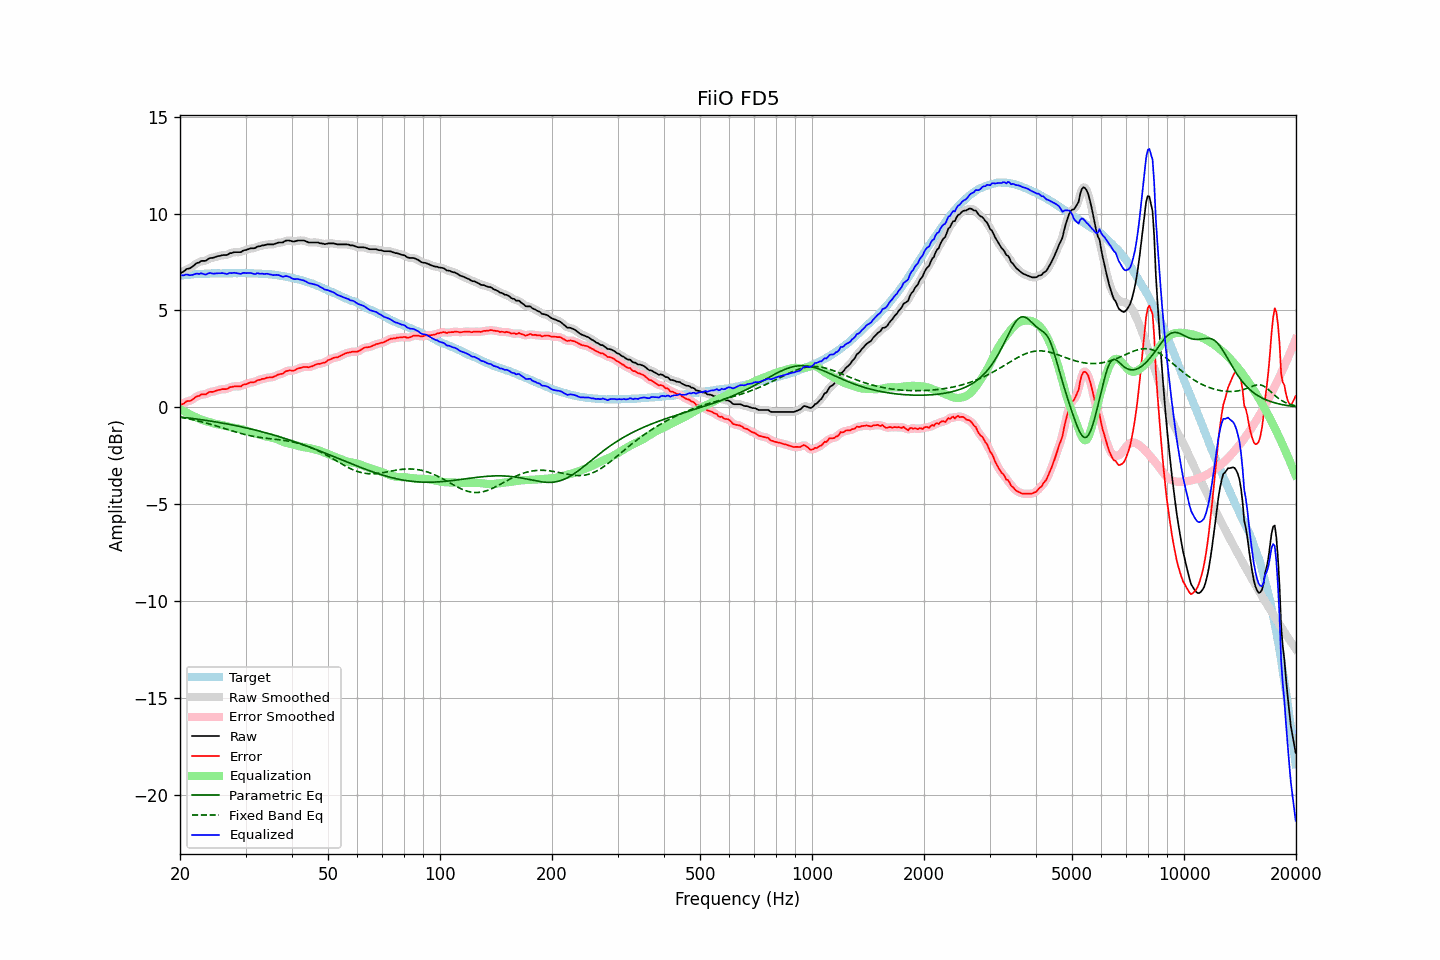 FiiO FD5
15
10
5
0
−5
−10
−15
−20
Amplitude (dBr)
Target
Raw Smoothed
Error Smoothed
Raw
Error
Equalization
Parametric Eq
Fixed Band Eq
Equalized
20 50 100 200 500 1000 2000 5000 10000 20000
Frequency (Hz)